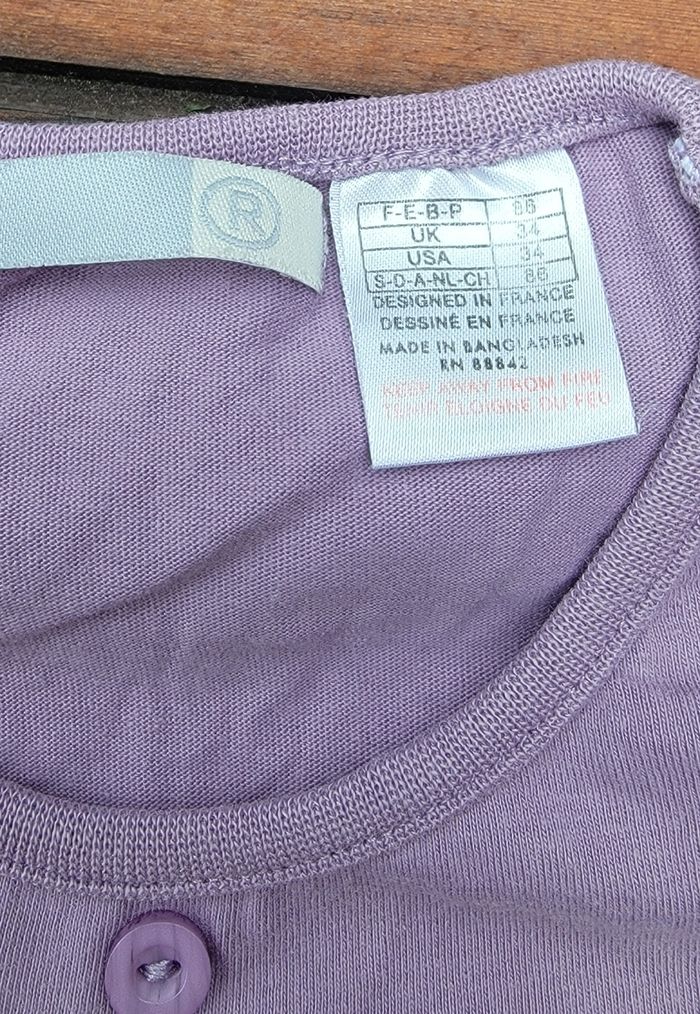 ®
F-E-B-P 86
UK 34
USA 34
S-D-A-NL-CH 86
DESIGNED IN FRANCE
DESSINÉ EN FRANCE
MADE IN BANGLADESH
RN 88842
KEEP AWAY FROM FIRE
TENIR ELOIGNE DU FEU